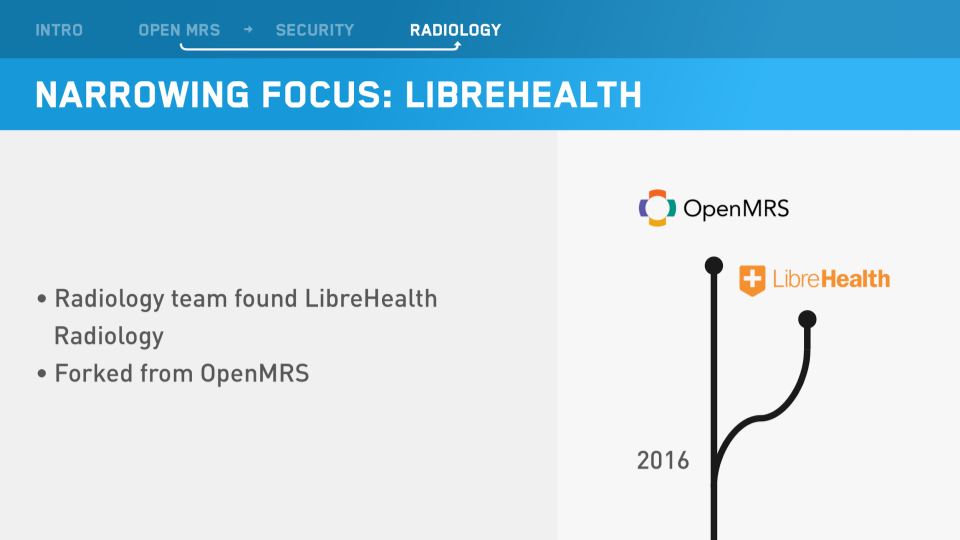 INTRO OPEN MRS → SECURITY RADIOLOGY
NARROWING FOCUS: LIBREHEALTH
• Radiology team found LibreHealth
Radiology
• Forked from OpenMRS
OpenMRS
LibreHealth
2016